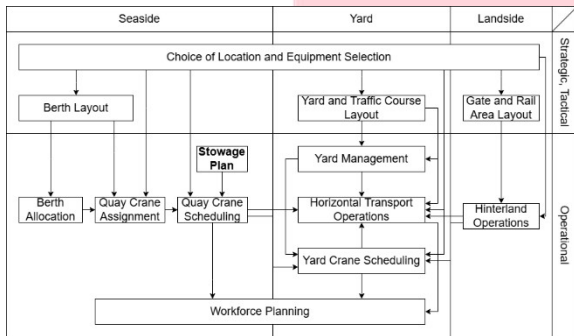 Seaside
Yard
Landside
Choice of Location and Equipment Selection
Strategic, Tactical
Berth Layout
Yard and Traffic Course
Layout
Gate and Rail
Area Layout
Stowage
Plan
Yard Management
Berth
Allocation
Quay Crane
Assignment
Quay Crane
Scheduling
Horizontal Transport
Operations
Hinterland
Operations
Operational
Yard Crane Scheduling
Workforce Planning